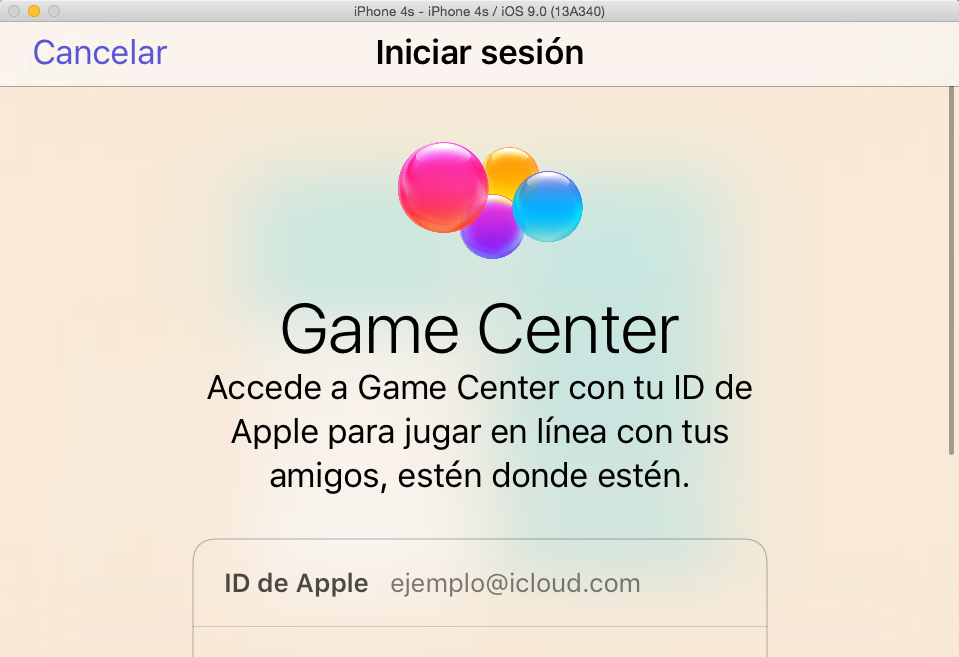 iPhone 4s - iPhone 4s / iOS 9.0 (13A340)
Cancelar
Iniciar sesión
Game Center
Accede a Game Center con tu ID de
Apple para jugar en línea con tus
amigos, estén donde estén.
ID de Apple ejemplo@icloud.com